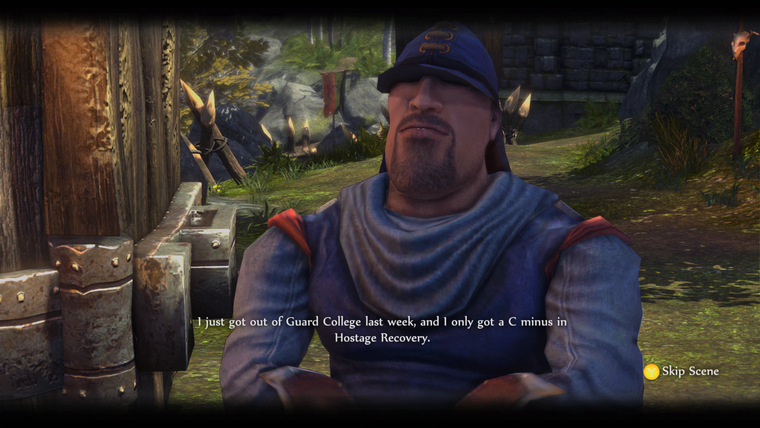 I just got out of Guard College last week, and I only got a C minus in
Hostage Recovery.
Skip Scene